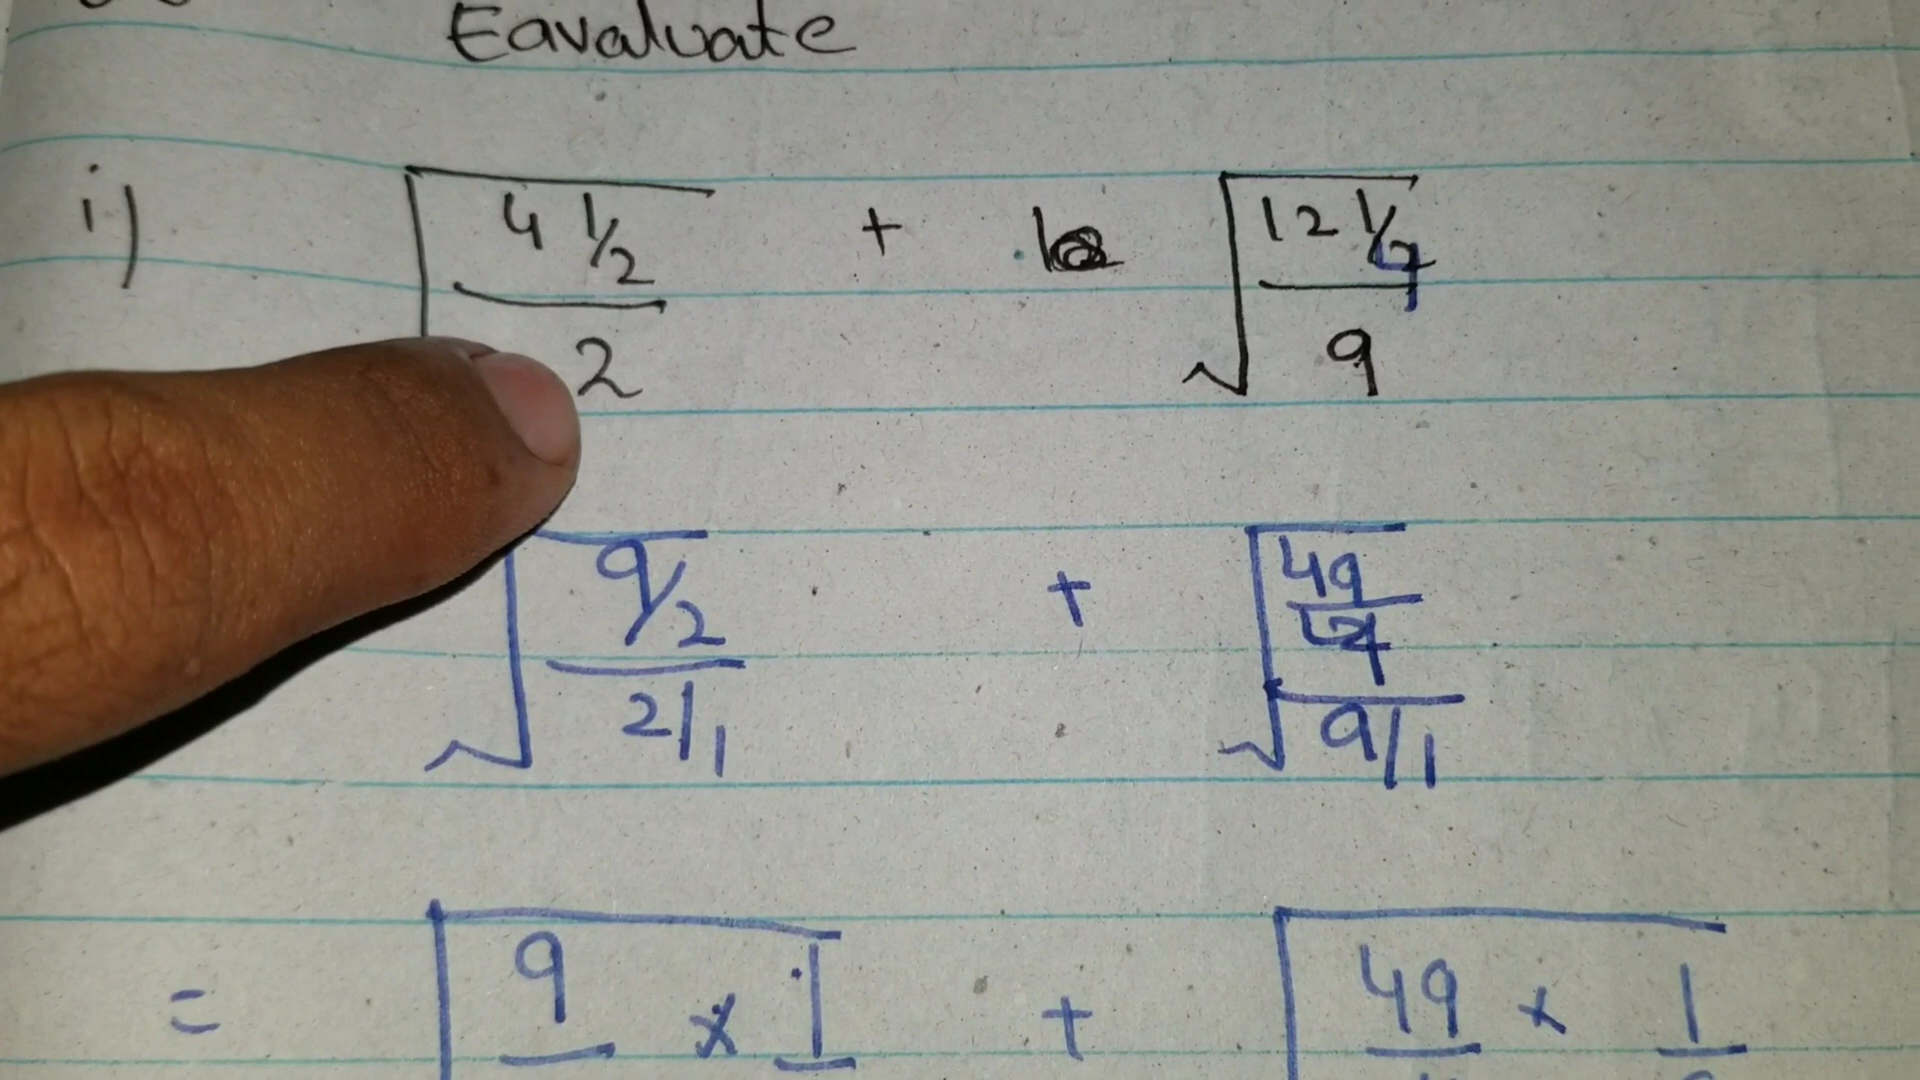 Eavaluate
i) √ 4 1/2 / 2 + √ 12 1/4 / 9
√ 9/2 / 2/1 + √ 49/4 / 9/1
= √ 9 × 1 + √ 49 × 1